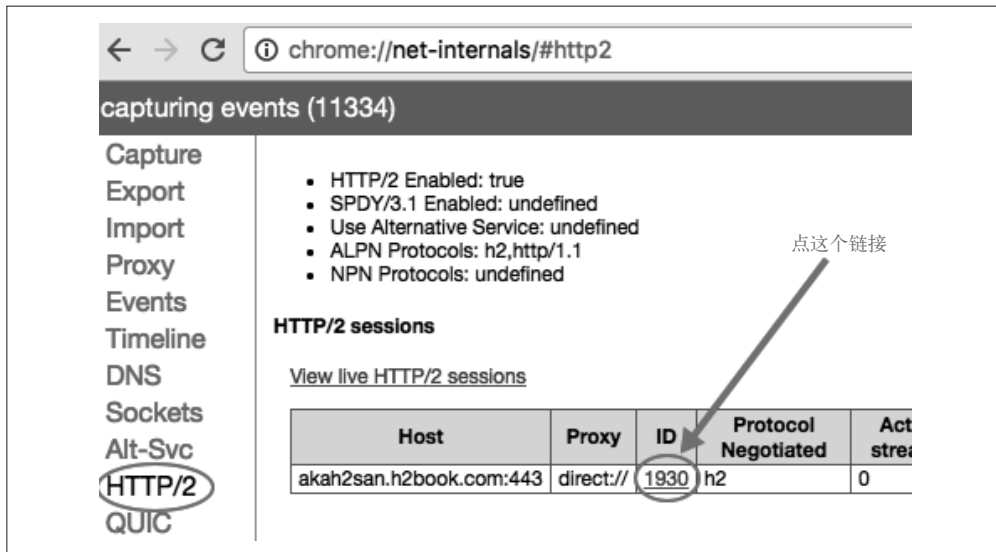 chrome://net-internals/#http2
capturing events (11334)
Capture
Export
Import
Proxy
Events
Timeline
DNS
Sockets
Alt-Svc
HTTP/2
QUIC
HTTP/2 Enabled: true
SPDY/3.1 Enabled: undefined
Use Alternative Service: undefined
ALPN Protocols: h2,http/1.1
NPN Protocols: undefined
点这个链接
HTTP/2 sessions
View live HTTP/2 sessions
Host Proxy ID Protocol Negotiated Act
akah2san.h2book.com:443 direct:// 1930 h2 0